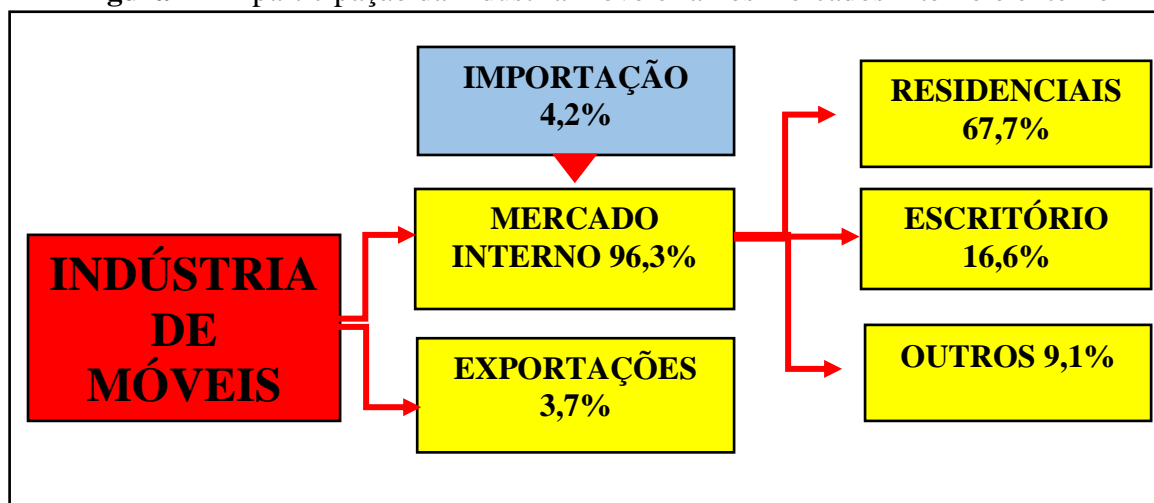 IMPORTAÇÃO
4,2%
RESIDENCIAIS
67,7%
MERCADO
INTERNO 96,3%
ESCRITÓRIO
16,6%
INDÚSTRIA
DE
MÓVEIS
EXPORTAÇÕES
3,7%
OUTROS 9,1%